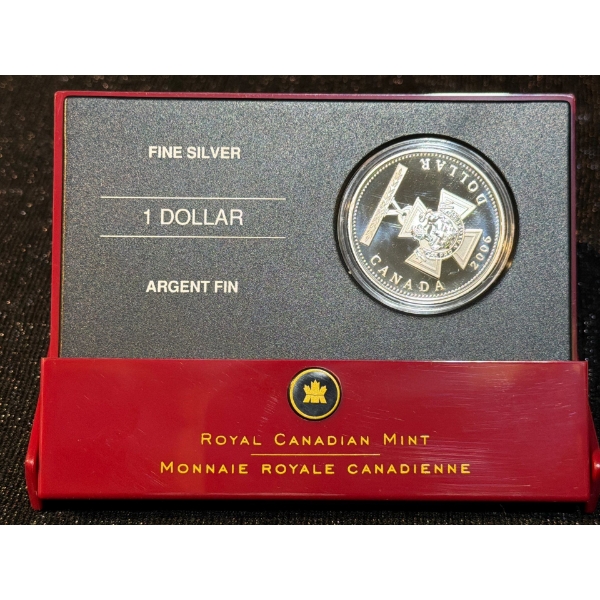 FINE SILVER
1 DOLLAR
ARGENT FIN
DOLLAR
CANADA 2006
ROYAL CANADIAN MINT
MONNAIE ROYALE CANADIENNE